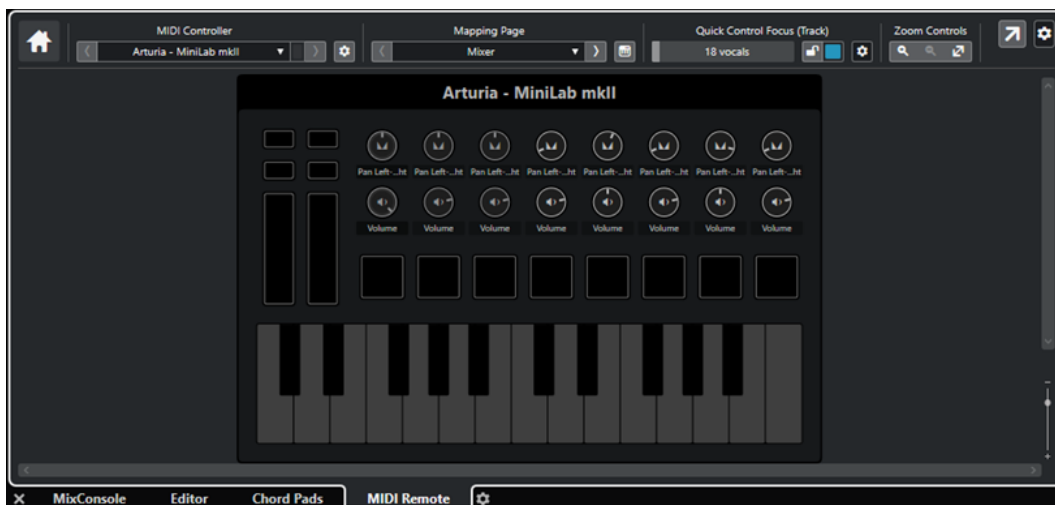 MIDI Controller
Mapping Page
Quick Control Focus (Track)
Zoom Controls
Arturia - MiniLab mkII
Mixer
18 vocals
Arturia - MiniLab mkII
Pan Left-...ht Pan Left-...ht Pan Left-...ht Pan Left-...ht Pan Left-...ht Pan Left-...ht Pan Left-...ht Pan Left-...ht
Volume Volume Volume Volume Volume Volume Volume Volume
MixConsole Editor Chord Pads MIDI Remote